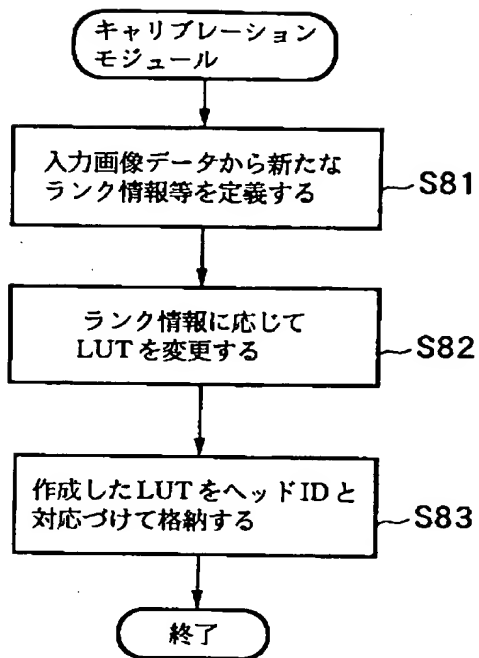 キャリブレーション
モジュール
入力画像データから新たな
ランク情報等を定義する
S81
ランク情報に応じて
LUTを変更する
S82
作成したLUTをヘッドIDと
対応づけて格納する
S83
終了